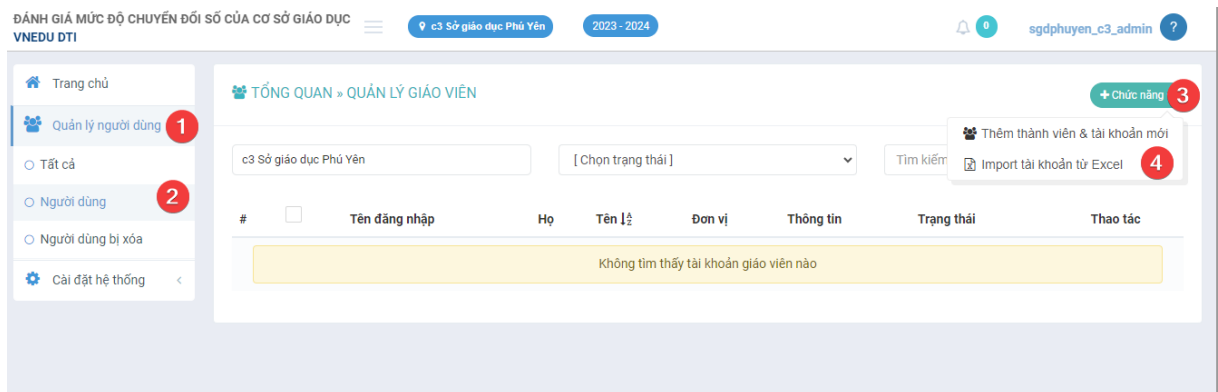 ĐÁNH GIÁ MỨC ĐỘ CHUYỂN ĐỔI SỐ CỦA CƠ SỞ GIÁO DỤC
VNEDU DTI
c3 Sở giáo dục Phú Yên
2023 - 2024
0
sgdphuyen_c3_admin
?
Trang chủ
Quản lý người dùng
1
Tất cả
Người dùng
2
Người dùng bị xóa
Cài đặt hệ thống
TỔNG QUAN » QUẢN LÝ GIÁO VIÊN
+ Chức năng
3
Thêm thành viên & tài khoản mới
Import tài khoản từ Excel
4
c3 Sở giáo dục Phú Yên
[ Chọn trạng thái ]
Tìm kiếm
# Tên đăng nhập Họ Tên Đơn vị Thông tin Trạng thái Thao tác
Không tìm thấy tài khoản giáo viên nào